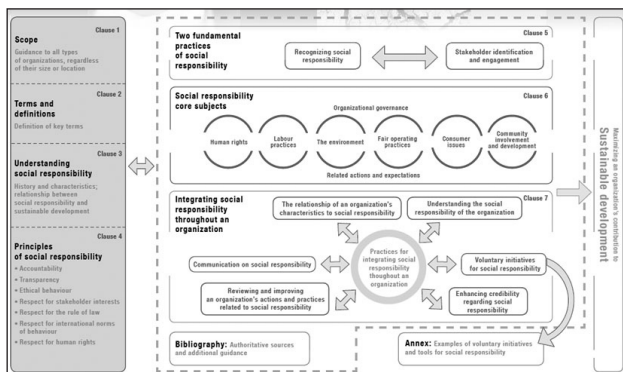 Clause 1
Scope
Guidance to all types
of organizations, regardless
of their size or location
Clause 2
Terms and
definitions
Definition of key terms
Clause 3
Understanding
social responsibility
History and characteristics;
relationship between
social responsibility and
sustainable development
Clause 4
Principles
of social responsibility
• Accountability
• Transparency
• Ethical behaviour
• Respect for stakeholder interests
• Respect for the rule of law
• Respect for international norms
of behaviour
• Respect for human rights
Two fundamental
practices
of social
responsibility
Clause 5
Recognizing social
responsibility
Stakeholder identification
and engagement
Social responsibility
core subjects
Clause 6
Organizational governance
Human rights
Labour
practices
The environment
Fair operating
practices
Consumer
issues
Community
involvement
and development
Related actions and expectations
Integrating social
responsibility
throughout an
organization
Clause 7
The relationship of an organization's
characteristics to social responsibility
Understanding the social
responsibility of the organization
Practices for
integrating social
responsibility
thoughout an
organization
Communication on social responsibility
Voluntary initiatives
for social responsibility
Reviewing and improving
an organization's actions and practices
related to social responsibility
Enhancing credibility
regarding social
responsibility
Bibliography: Authoritative sources
and additional guidance
Annex: Examples of voluntary initiatives
and tools for social responsibility
Maximizing an organization's contribution to
Sustainable development